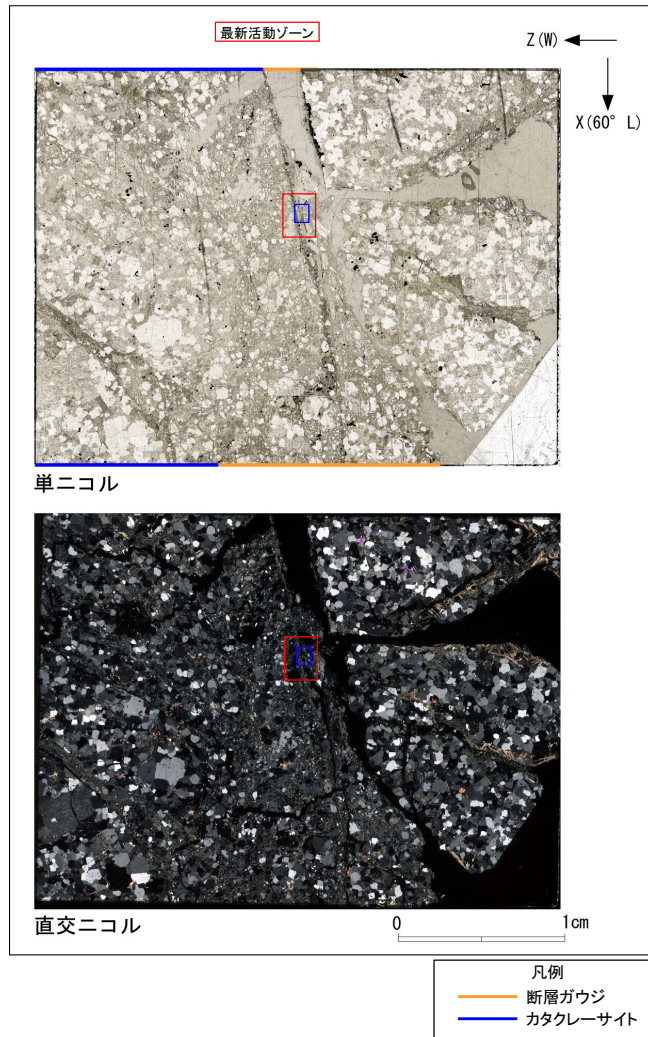 最新活動ゾーン
Z(W)
X(60° L)
単ニコル
直交ニコル
0 1cm
凡例
断層ガウジ
カタクレーサイト